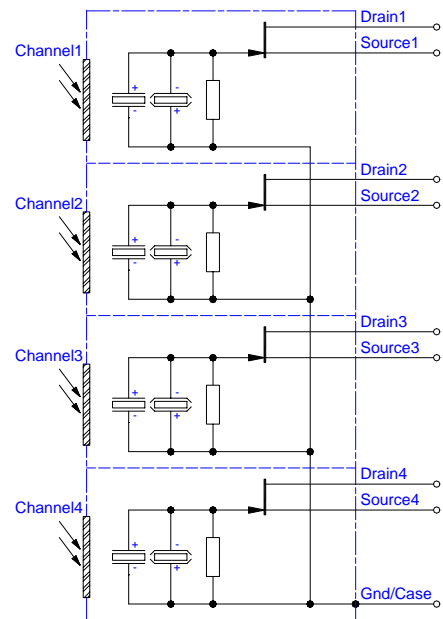 Drain1
Channel1
Source1
+ -
- +
Drain2
Channel2
Source2
+ -
- +
Drain3
Channel3
Source3
+ -
- +
Drain4
Channel4
Source4
+ -
- +
Gnd/Case